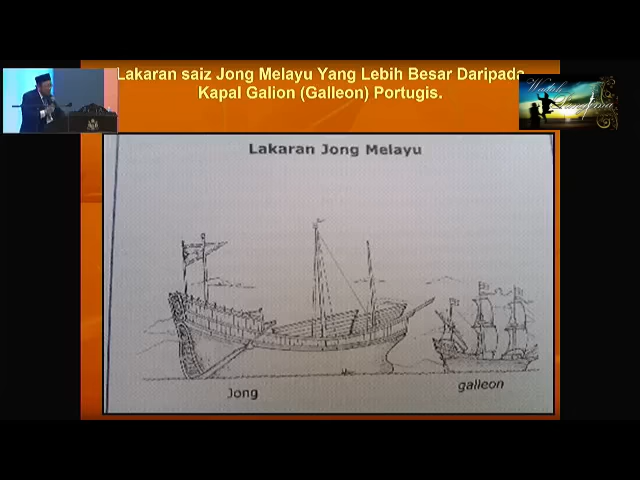 Lakaran saiz Jong Melayu Yang Lebih Besar Daripada
Kapal Galion (Galleon) Portugis.
Lakaran Jong Melayu
Jong
galleon